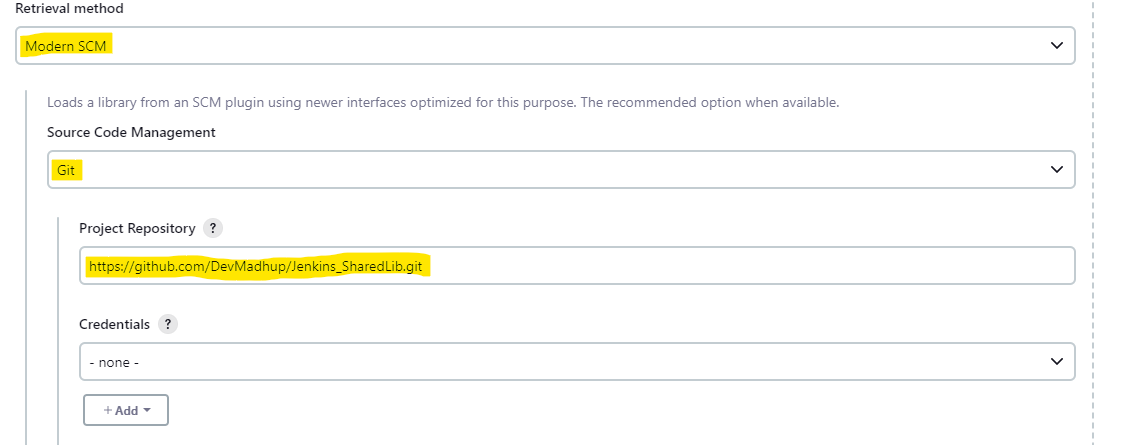 Retrieval method
Modern SCM
Loads a library from an SCM plugin using newer interfaces optimized for this purpose. The recommended option when available.
Source Code Management
Git
Project Repository ?
https://github.com/DevMadhup/Jenkins_SharedLib.git
Credentials ?
- none -
+ Add